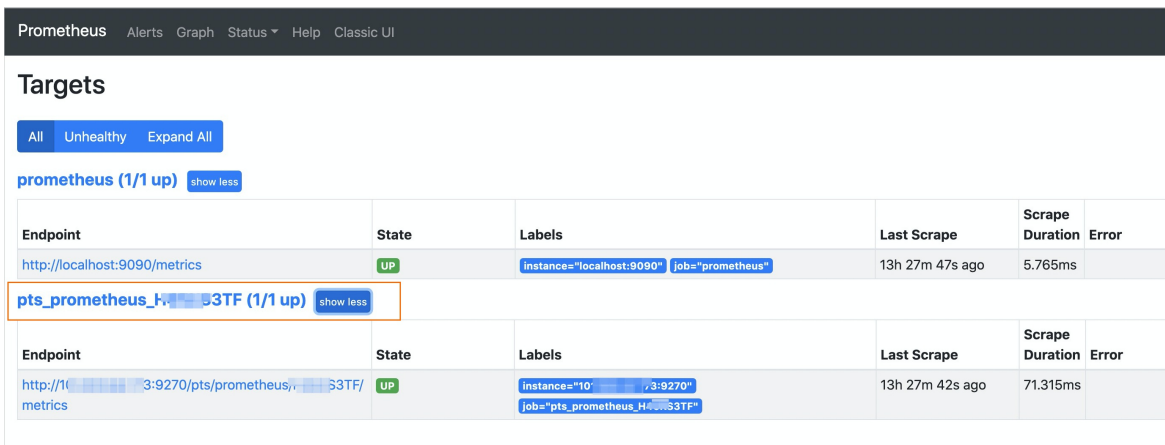 Prometheus Alerts Graph Status Help Classic UI
Targets
All Unhealthy Expand All
prometheus (1/1 up) show less
Endpoint State Labels Last Scrape Scrape Duration Error
http://localhost:9090/metrics UP instance="localhost:9090" job="prometheus" 13h 27m 47s ago 5.765ms
(1/1 up) show less
Endpoint State Labels Last Scrape Scrape Duration Error
UP 13h 27m 42s ago 71.315ms
metrics